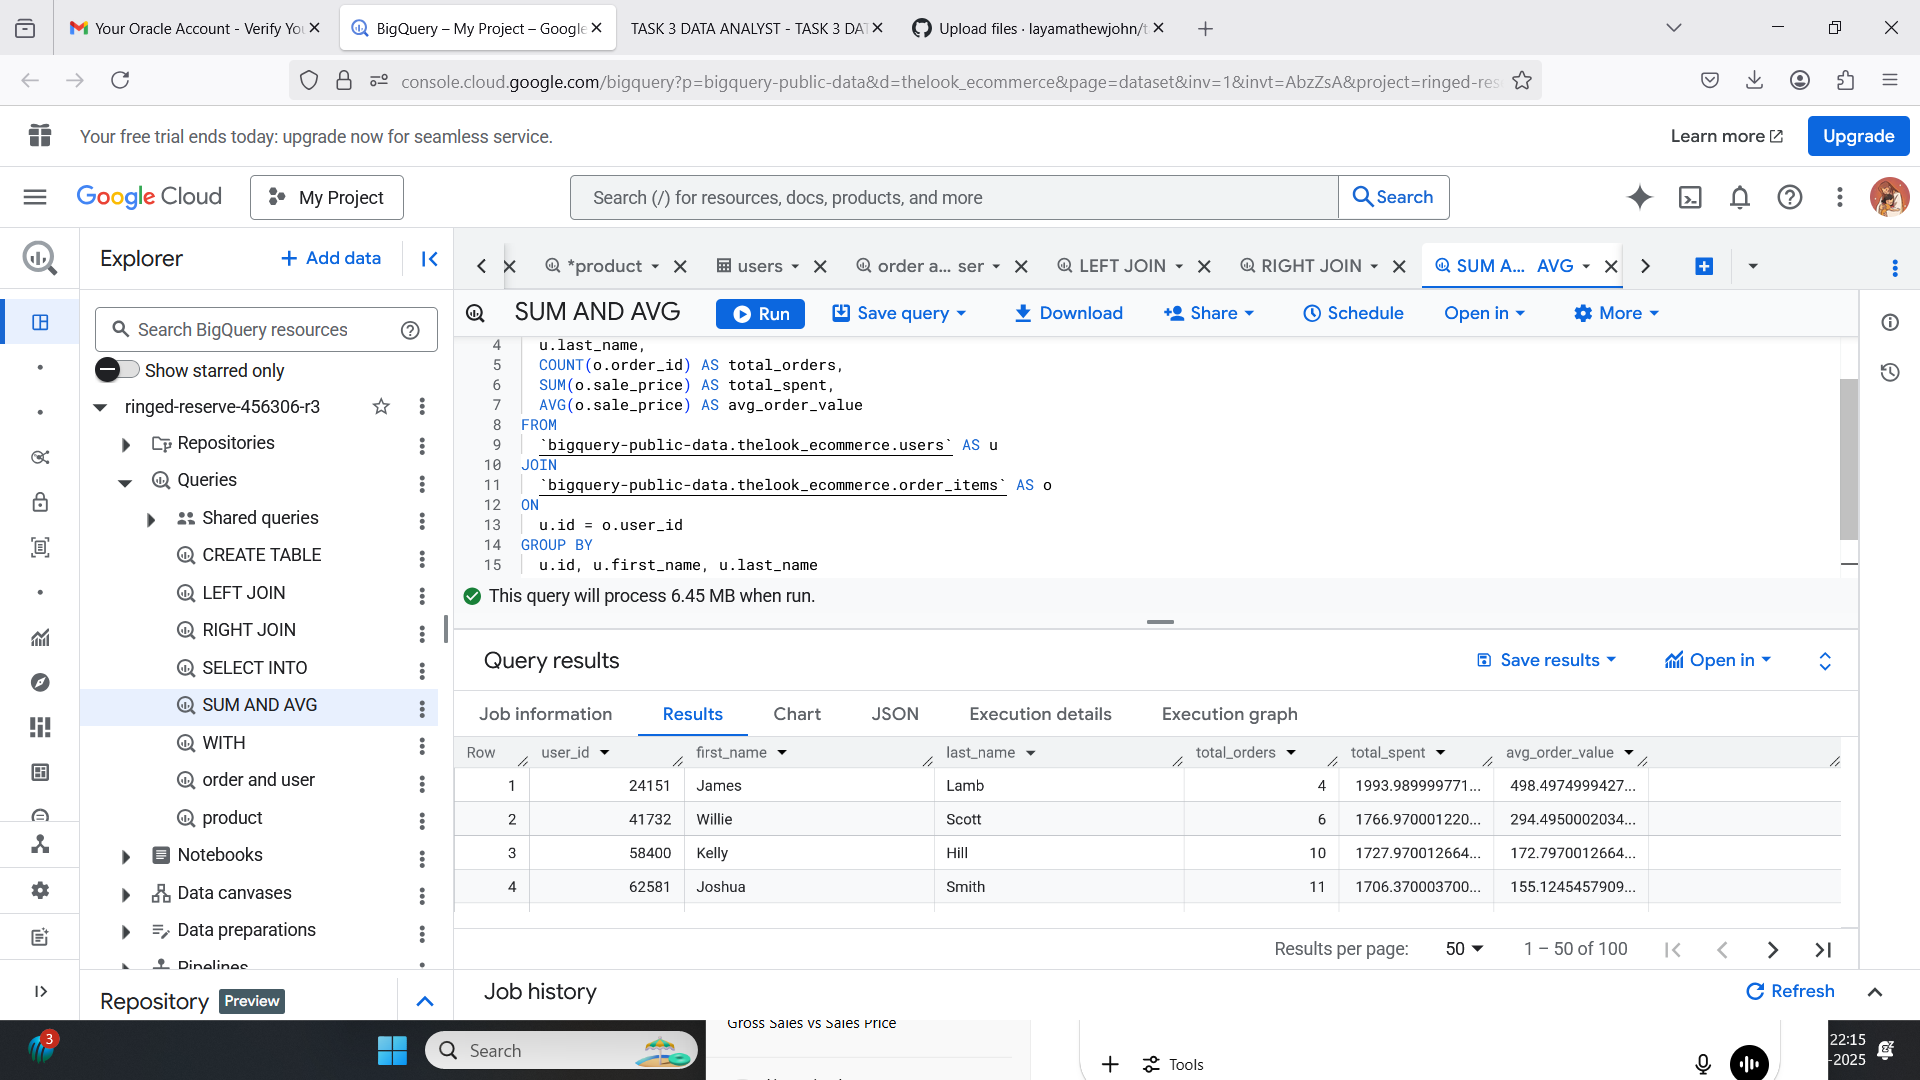 Your Oracle Account - Verify Yo
BigQuery – My Project – Google
TASK 3 DATA ANALYST - TASK 3 DAT
Upload files · layamathewjohn/t
console.cloud.google.com/bigquery?p=bigquery-public-data&d=thelook_ecommerce&page=dataset&inv=1&invt=AbzZsA&project=ringed-res
Your free trial ends today: upgrade now for seamless service.
Learn more
Upgrade
Google Cloud
My Project
Search (/) for resources, docs, products, and more
Search
Explorer
+ Add data
*product
users
order a... ser
LEFT JOIN
RIGHT JOIN
SUM A... AVG
Search BigQuery resources
Show starred only
ringed-reserve-456306-r3
Repositories
Queries
Shared queries
CREATE TABLE
LEFT JOIN
RIGHT JOIN
SELECT INTO
SUM AND AVG
WITH
order and user
product
Notebooks
Data canvases
Data preparations
Pipelines
Repository Preview
SUM AND AVG
Run
Save query
Download
Share
Schedule
Open in
More
4 u.last_name,
5 COUNT(o.order_id) AS total_orders,
6 SUM(o.sale_price) AS total_spent,
7 AVG(o.sale_price) AS avg_order_value
8 FROM
9 `bigquery-public-data.thelook_ecommerce.users` AS u
10 JOIN
11 `bigquery-public-data.thelook_ecommerce.order_items` AS o
12 ON
13 u.id = o.user_id
14 GROUP BY
15 u.id, u.first_name, u.last_name
This query will process 6.45 MB when run.
Query results
Save results
Open in
Job information
Results
Chart
JSON
Execution details
Execution graph
Row user_id first_name last_name total_orders total_spent avg_order_value
1 24151 James Lamb 4 1993.989999771... 498.4974999427...
2 41732 Willie Scott 6 1766.970001220... 294.4950002034...
3 58400 Kelly Hill 10 1727.970012664... 172.7970012664...
4 62581 Joshua Smith 11 1706.370003700... 155.1245457909...
Results per page: 50 1 – 50 of 100
Job history
Refresh
3
Search
Gross Sales vs Sales Price
Tools
22:15
-2025